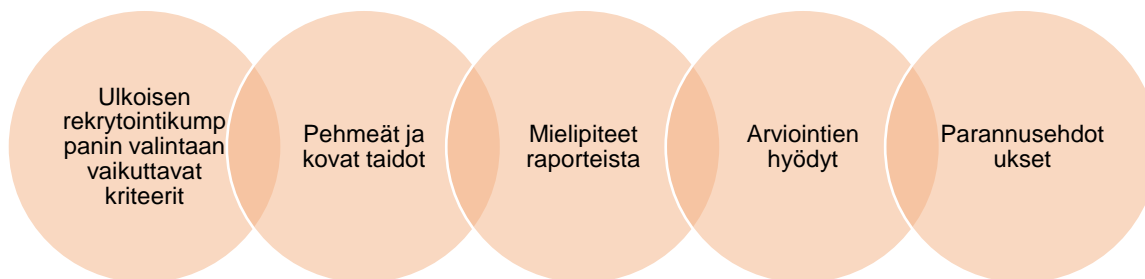 Ulkoisen
rekrytointikump
panin valintaan
vaikuttavat
kriteerit
Pehmeät ja
kovat taidot
Mielipiteet
raporteista
Arviointien
hyödyt
Parannusehdot
ukset